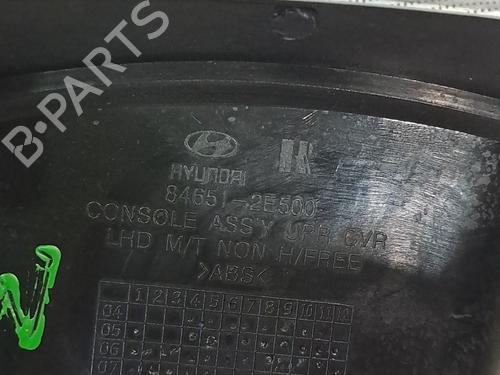 HYUNDAI
84651-2E500
CONSOLE ASS'Y UPR CVR
LHD M/T NON H/FREE
>ABS<
1 2 3 4 5 6 7 8 9 10 11 12
04
05
06
07
N
B-PARTS